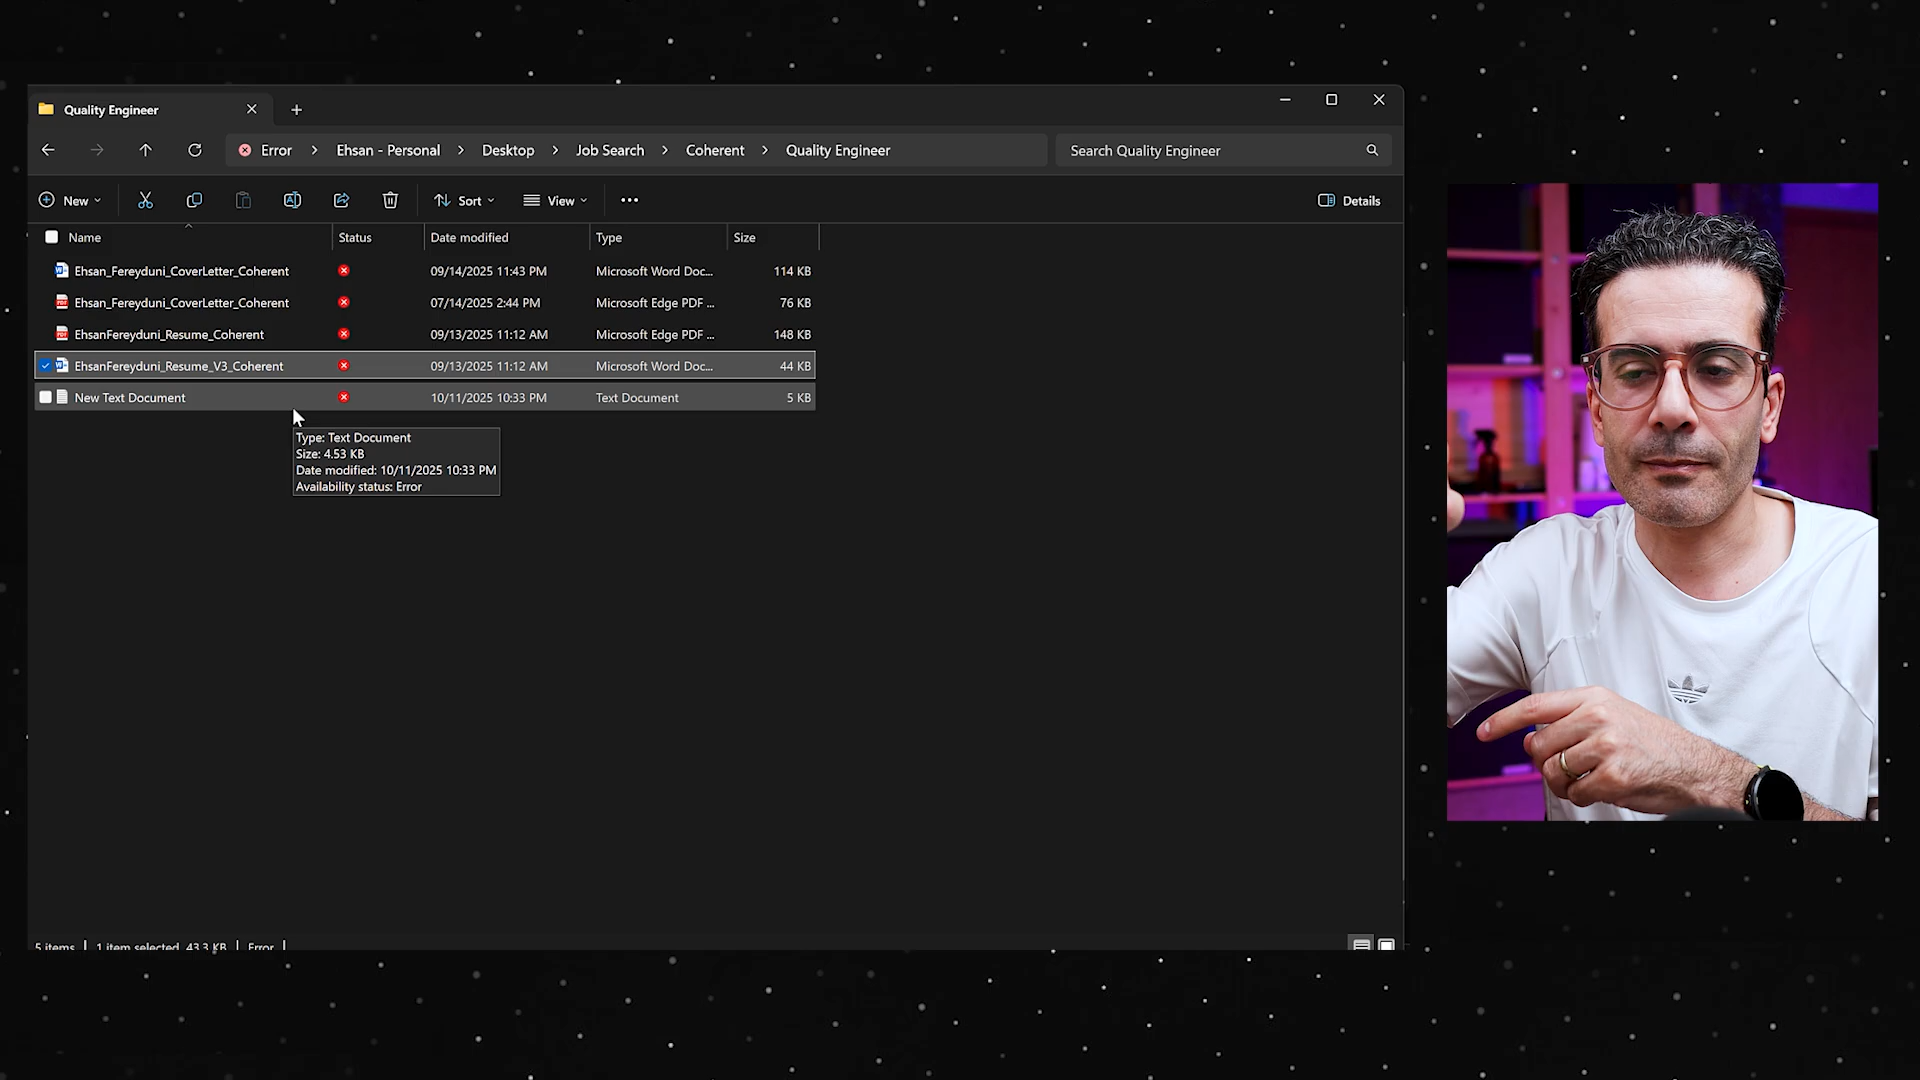 Quality Engineer
Error > Ehsan - Personal > Desktop > Job Search > Coherent > Quality Engineer
Search Quality Engineer
New
Sort
View
Details
Name Status Date modified Type Size
Ehsan_Fereyduni_CoverLetter_Coherent 09/14/2025 11:43 PM Microsoft Word Doc... 114 KB
Ehsan_Fereyduni_CoverLetter_Coherent 07/14/2025 2:44 PM Microsoft Edge PDF ... 76 KB
EhsanFereyduni_Resume_Coherent 09/13/2025 11:12 AM Microsoft Edge PDF ... 148 KB
EhsanFereyduni_Resume_V3_Coherent 09/13/2025 11:12 AM Microsoft Word Doc... 44 KB
New Text Document 10/11/2025 10:33 PM Text Document 5 KB
Type: Text Document
Size: 4.53 KB
Date modified: 10/11/2025 10:33 PM
Availability status: Error
5 items | 1 item selected 43.3 KB | Error |